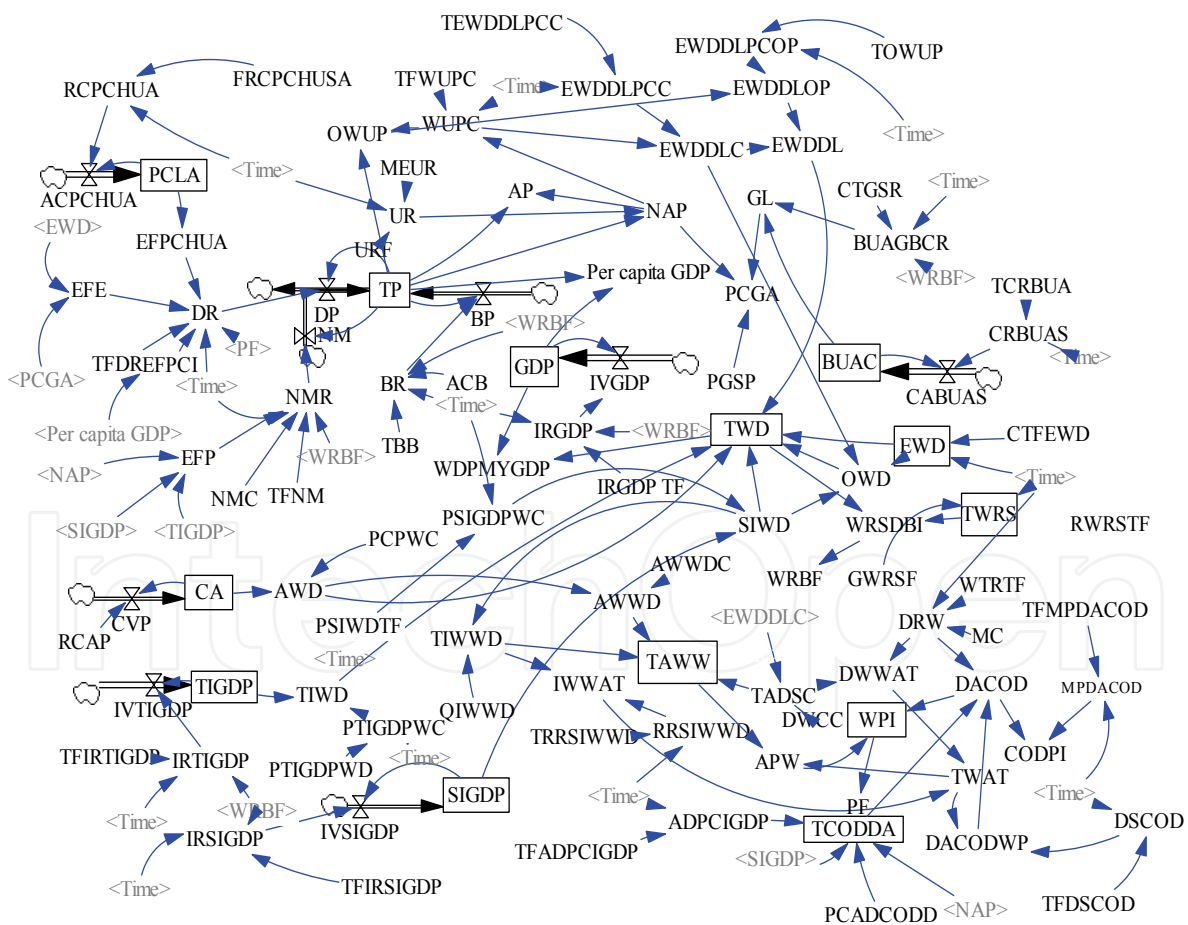 TEWDDLPCC
EWDDLPCOP
TOWUP
FRCPCHUSA
RCPCHUA
TFWUPC
<Time>
EWDDLPCC
EWDDLOP
OWUP
WUPC
<Time>
EWDDLC
EWDDL
<Time>
PCLA
MEUR
AP
NAP
GL
CTGSR
<Time>
ACPCHUA
<EWD>
UR
EFPCHUA
URF
BUAGBCR
Per capita GDP
<WRBF>
EFE
TP
PCGA
TCRBUA
DR
DP
BP
NM
<WRBF>
CRBUAS
<PF>
<Time>
TFDREFPCI
GDP
BUAC
<PCGA>
<Time>
IVGDP
PGSP
CABUAS
NMR
BR
ACB
<Time>
<Per capita GDP>
IRGDP
<WRBF>
TWD
EWD
CTFEWD
TBB
EFP
<WRBF>
WDPMYGDP
<NAP>
OWD
<Time>
NMC
TFNM
IRGDP TF
PSIGDPWC
SIWD
WRSDBI
TWRS
RWRSTF
<SIGDP>
<TIGDP>
PCPWC
AWWDC
WRBF
GWRSF
WTRTF
CA
AWD
AWWD
<EWDDLC>
TFMPDACOD
RCAP
CVP
PSIWDTF
DRW
MC
TIWWD
<Time>
TAWW
IWWAT
DWWAT
DACOD
MPDACOD
TIGDP
TIWD
TADSC
IVTIGDP
QIWWD
DWCC
WPI
PTIGDPWC
TRRSIWWD
RRSIWWD
CODPI
TFIRTIGDP
IRTIGDP
<Time>
PTIGDPWD
APW
TWAT
<WRBF>
SIGDP
<Time>
<Time>
PF
<Time>
IRSIGDP
IVSIGDP
ADPCIGDP
TCODDA
DSCOD
DACODWP
TFADPCIGDP
<SIGDP>
<Time>
TFIRSIGDP
PCADCODD
<NAP>
TFDSCOD
IntechOpen